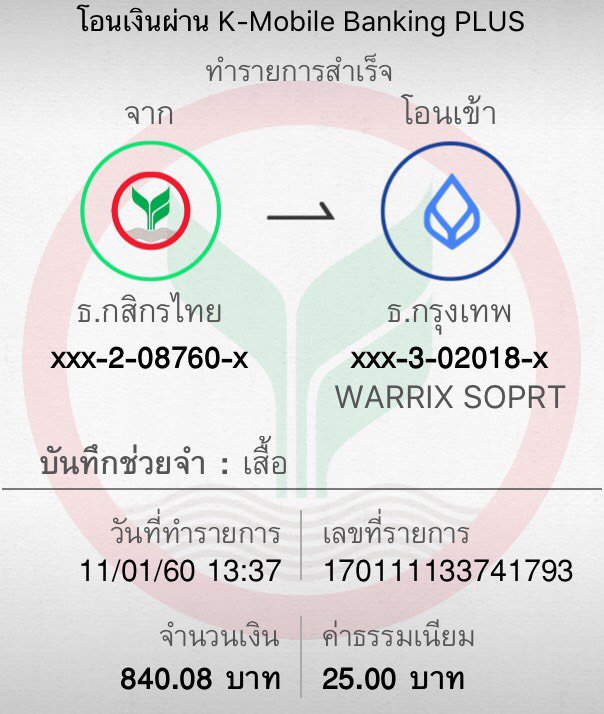 โอนเงินผ่าน K-Mobile Banking PLUS
ทำรายการสำเร็จ
จาก
โอนเข้า
ธ.กสิกรไทย
ธ.กรุงเทพ
xxx-2-08760-x
xxx-3-02018-x
WARRIX SOPRT
บันทึกช่วยจำ : เสื้อ
วันที่ทำรายการ
เลขที่รายการ
11/01/60 13:37
170111133741793
จำนวนเงิน
ค่าธรรมเนียม
840.08 บาท
25.00 บาท